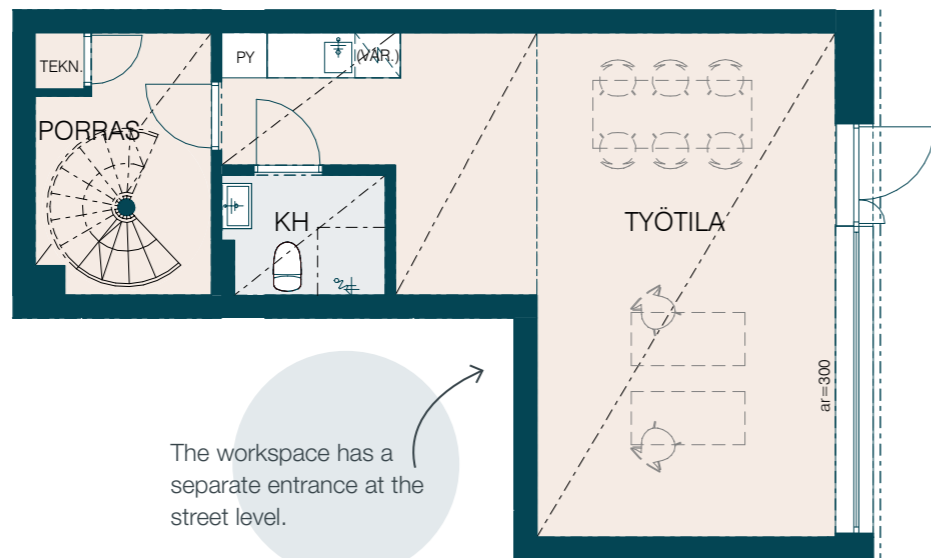 TEKN.
PY
(VAR.)
PORRAS
KH
TYÖTILA
ar=300
The workspace has a
separate entrance at the
street level.